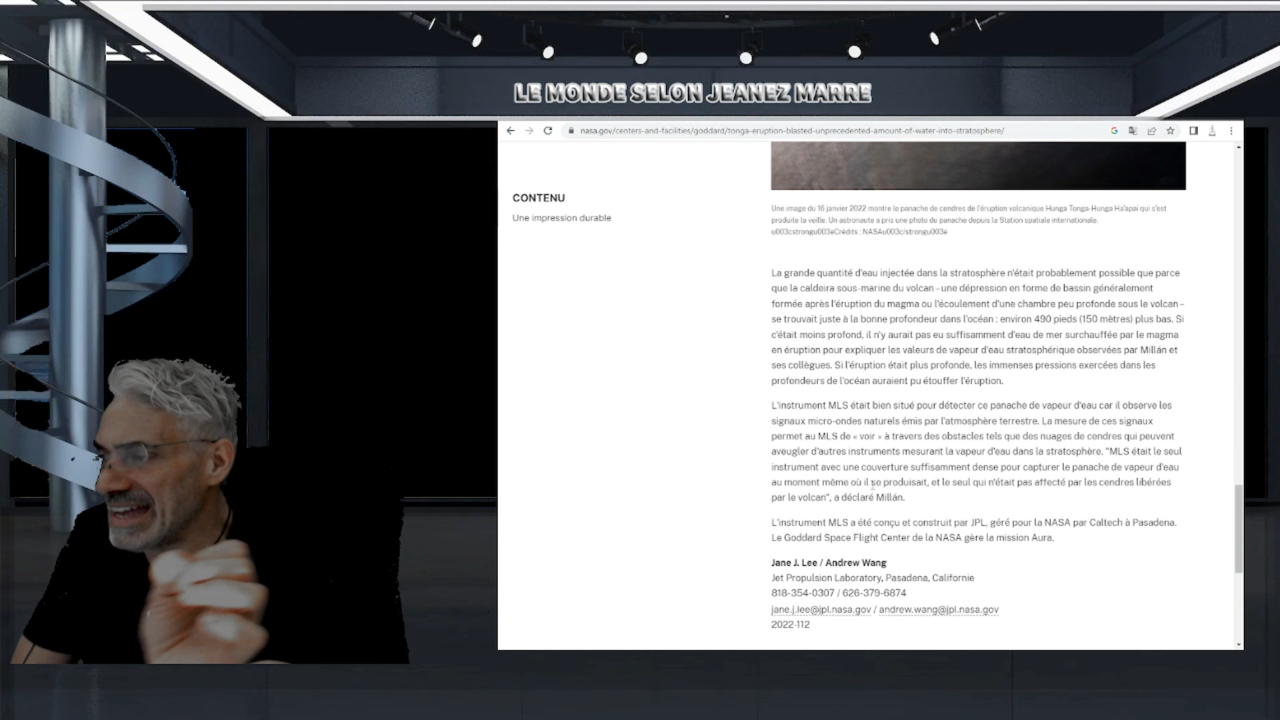 LE MONDE SELON JEANEZ MARRE
nasa.gov/centers-and-facilities/goddard/tonga-eruption-blasted-unprecedented-amount-of-water-into-stratosphere/
CONTENU
Une impression durable
Une image du 16 janvier 2022 montre le panache de cendres de l'éruption volcanique Hunga Tonga-Hunga Ha'apai qui s'est
produite la veille. Un astronaute a pris une photo du panache depuis la Station spatiale internationale.
u003cstrongu003eCrédits : NASAu003c/strongu003e
La grande quantité d'eau injectée dans la stratosphère n'était probablement possible que parce
que la caldeira sous-marine du volcan – une dépression en forme de bassin généralement
formée après l'éruption du magma ou l'écoulement d'une chambre peu profonde sous le volcan –
se trouvait juste à la bonne profondeur dans l'océan : environ 490 pieds (150 mètres) plus bas. Si
c'était moins profond, il n'y aurait pas eu suffisamment d'eau de mer surchauffée par le magma
en éruption pour expliquer les valeurs de vapeur d'eau stratosphérique observées par Millán et
ses collègues. Si l'éruption était plus profonde, les immenses pressions exercées dans les
profondeurs de l'océan auraient pu étouffer l'éruption.
L'instrument MLS était bien situé pour détecter ce panache de vapeur d'eau car il observe les
signaux micro-ondes naturels émis par l'atmosphère terrestre. La mesure de ces signaux
permet au MLS de « voir » à travers des obstacles tels que des nuages de cendres qui peuvent
aveugler d'autres instruments mesurant la vapeur d'eau dans la stratosphère. "MLS était le seul
instrument avec une couverture suffisamment dense pour capturer le panache de vapeur d'eau
au moment même où il se produisait, et le seul qui n'était pas affecté par les cendres libérées
par le volcan", a déclaré Millán.
L'instrument MLS a été conçu et construit par JPL, géré pour la NASA par Caltech à Pasadena.
Le Goddard Space Flight Center de la NASA gère la mission Aura.
Jane J. Lee / Andrew Wang
Jet Propulsion Laboratory, Pasadena, Californie
818-354-0307 / 626-379-6874
jane.j.lee@jpl.nasa.gov / andrew.wang@jpl.nasa.gov
2022-112